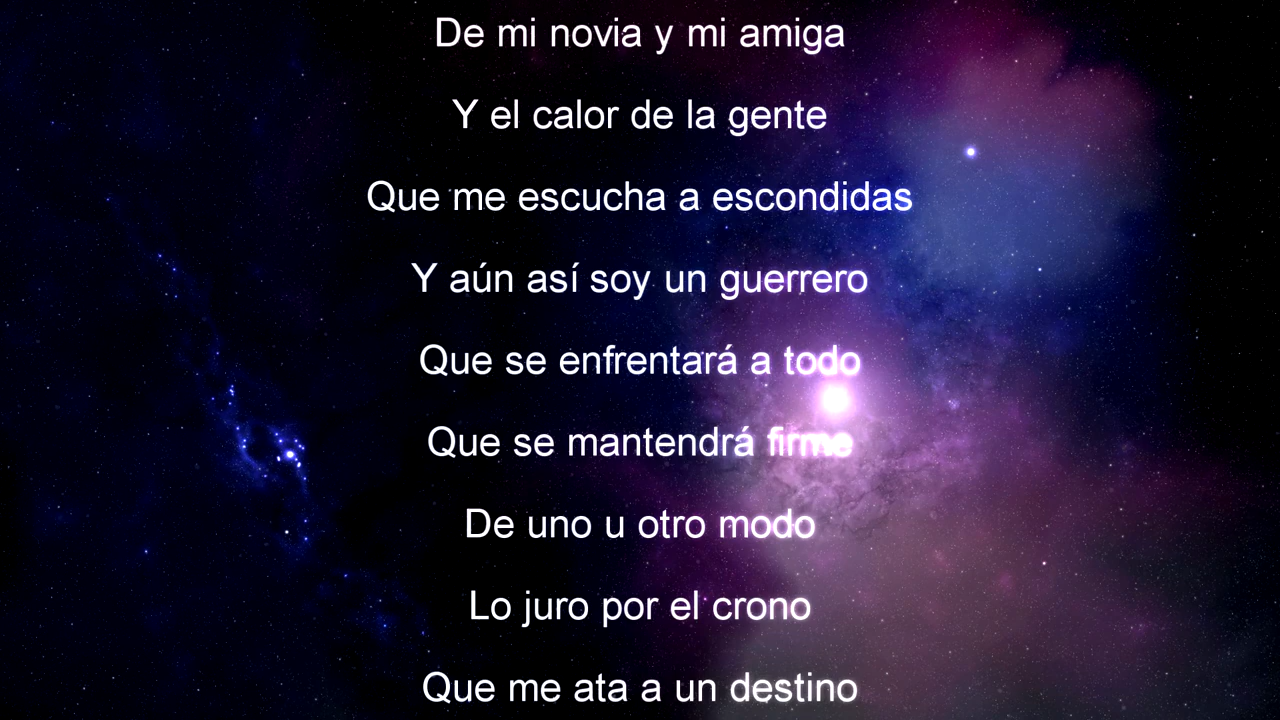 De mi novia y mi amiga
Y el calor de la gente
Que me escucha a escondidas
Y aún así soy un guerrero
Que se enfrentará a todo
Que se mantendrá firme
De uno u otro modo
Lo juro por el crono
Que me ata a un destino